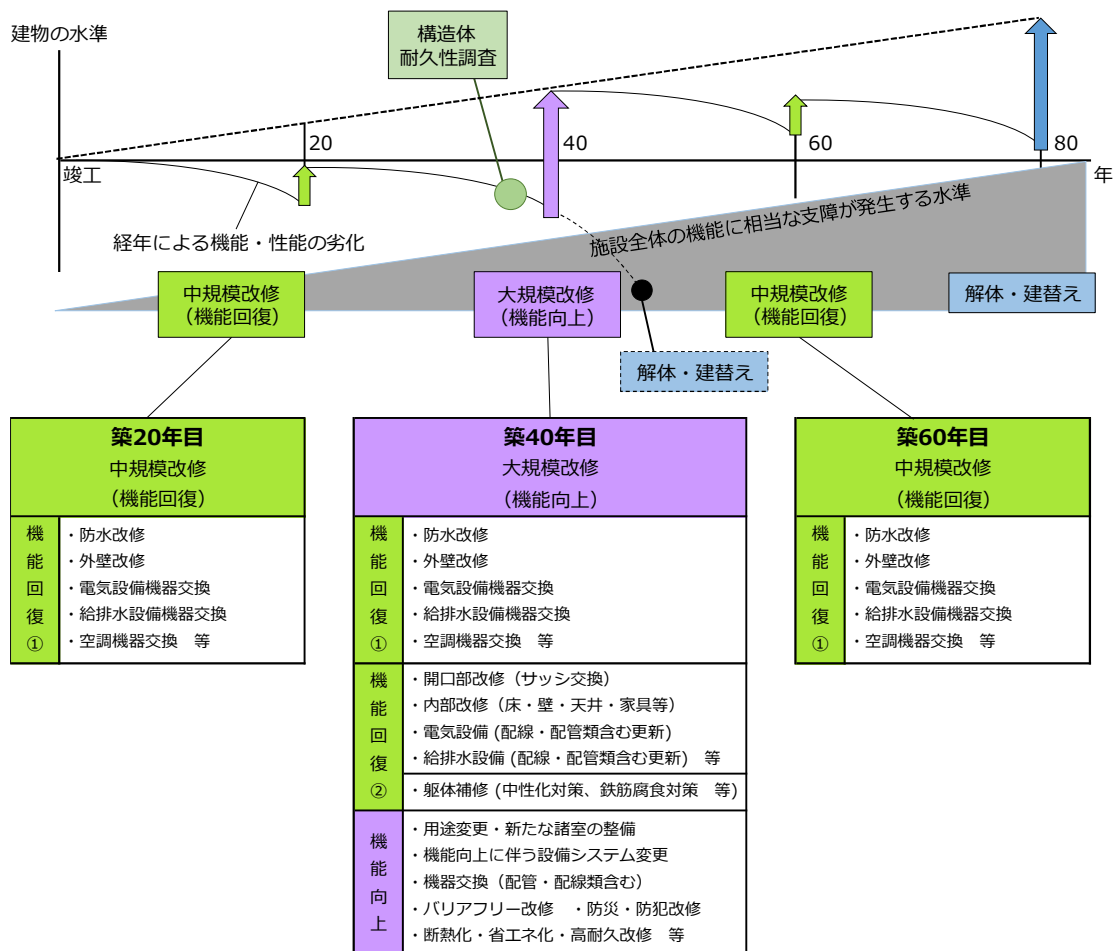 建物の水準
構造体
耐久性調査
20
40
60
80
竣工
年
経年による機能・性能の劣化
施設全体の機能に相当な支障が発生する水準
中規模改修
（機能回復）
大規模改修
（機能向上）
中規模改修
（機能回復）
解体・建替え
解体・建替え
築20年目
中規模改修
（機能回復）
機能回復①
・防水改修
・外壁改修
・電気設備機器交換
・給排水設備機器交換
・空調機器交換　等
築40年目
大規模改修
（機能向上）
機能回復①
・防水改修
・外壁改修
・電気設備機器交換
・給排水設備機器交換
・空調機器交換　等
機能回復②
・開口部改修（サッシ交換）
・内部改修（床・壁・天井・家具等）
・電気設備 (配線・配管類含む更新)
・給排水設備 (配線・配管類含む更新)　等
・躯体補修 (中性化対策、鉄筋腐食対策　等)
機能向上
・用途変更・新たな諸室の整備
・機能向上に伴う設備システム変更
・機器交換（配管・配線類含む）
・バリアフリー改修　・防災・防犯改修
・断熱化・省エネ化・高耐久改修　等
築60年目
中規模改修
（機能回復）
機能回復①
・防水改修
・外壁改修
・電気設備機器交換
・給排水設備機器交換
・空調機器交換　等